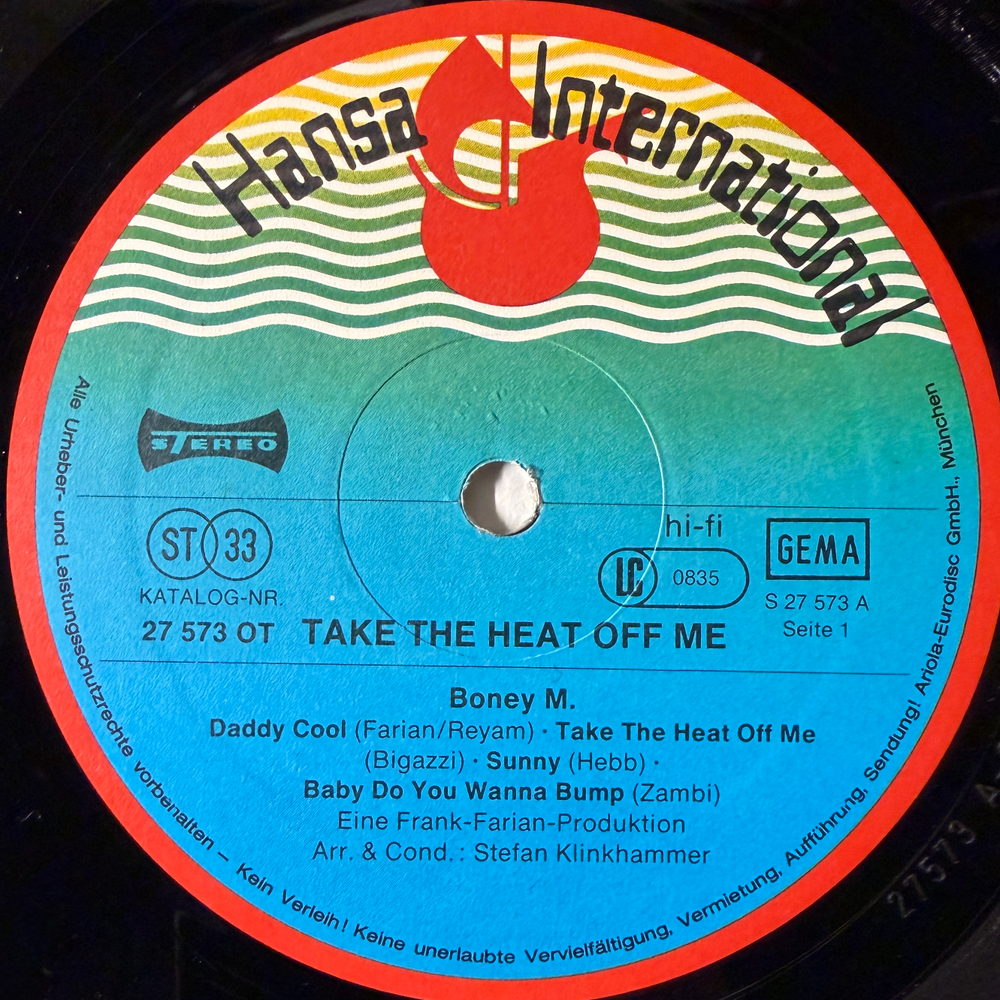 Hansa International
STEREO
ST 33
hi-fi
LC 0835
GEMA
KATALOG-NR.
S 27 573 A
27 573 OT TAKE THE HEAT OFF ME
Seite 1
Boney M.
Daddy Cool (Farian/Reyam) · Take The Heat Off Me
(Bigazzi) · Sunny (Hebb) ·
Baby Do You Wanna Bump (Zambi)
Eine Frank-Farian-Produktion
Arr. & Cond.: Stefan Klinkhammer
Alle Urheber- und Leistungsschutzrechte vorbehalten – Kein Verleih! Keine unerlaubte Vervielfältigung, Vermietung, Aufführung, Sendung! Ariola-Eurodisc GmbH., München
27573 A